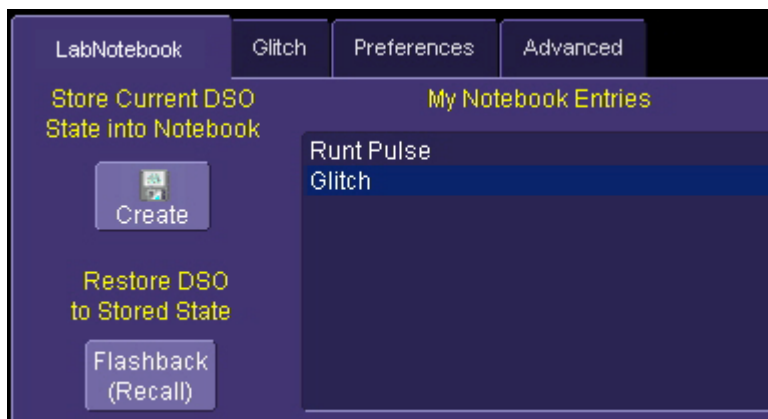 LabNotebook Glitch Preferences Advanced
Store Current DSO
State into Notebook
Create
Restore DSO
to Stored State
Flashback
(Recall)
My Notebook Entries
Runt Pulse
Glitch